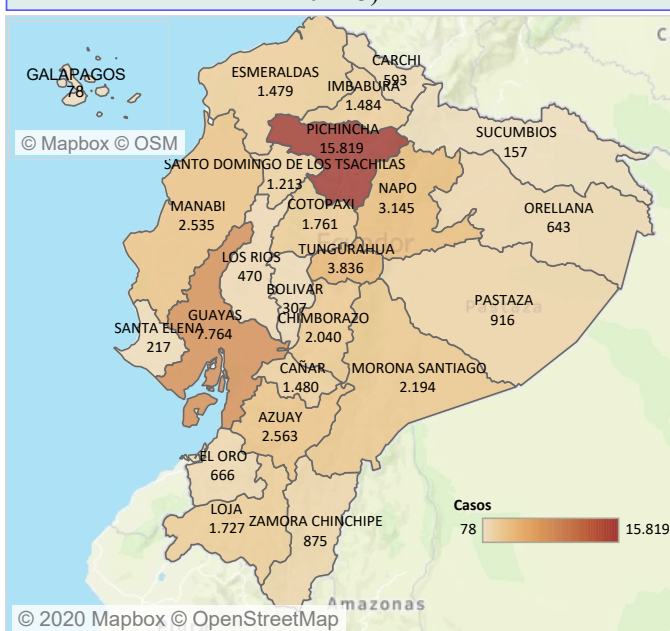 GALAPAGOS
78
© Mapbox © OSM
ESMERALDAS
1.479
CARCHI
593
IMBABURA
1.484
PICHINCHA
15.819
SUCUMBIOS
157
SANTO DOMINGO DE LOS TSACHILAS
1.213
NAPO
3.145
MANABI
2.535
COTOPAXI
1.761
ORELLANA
643
Ecuador
TUNGURAHUA
3.836
LOS RIOS
470
BOLIVAR
307
PASTAZA
916
Pastaza
GUAYAS
7.764
SANTA ELENA
217
CHIMBORAZO
2.040
CAÑAR
1.480
MORONA SANTIAGO
2.194
AZUAY
2.563
EL ORO
666
LOJA
1.727
ZAMORA CHINCHIPE
875
Casos
78 15.819
Amazonas
© 2020 Mapbox © OpenStreetMap